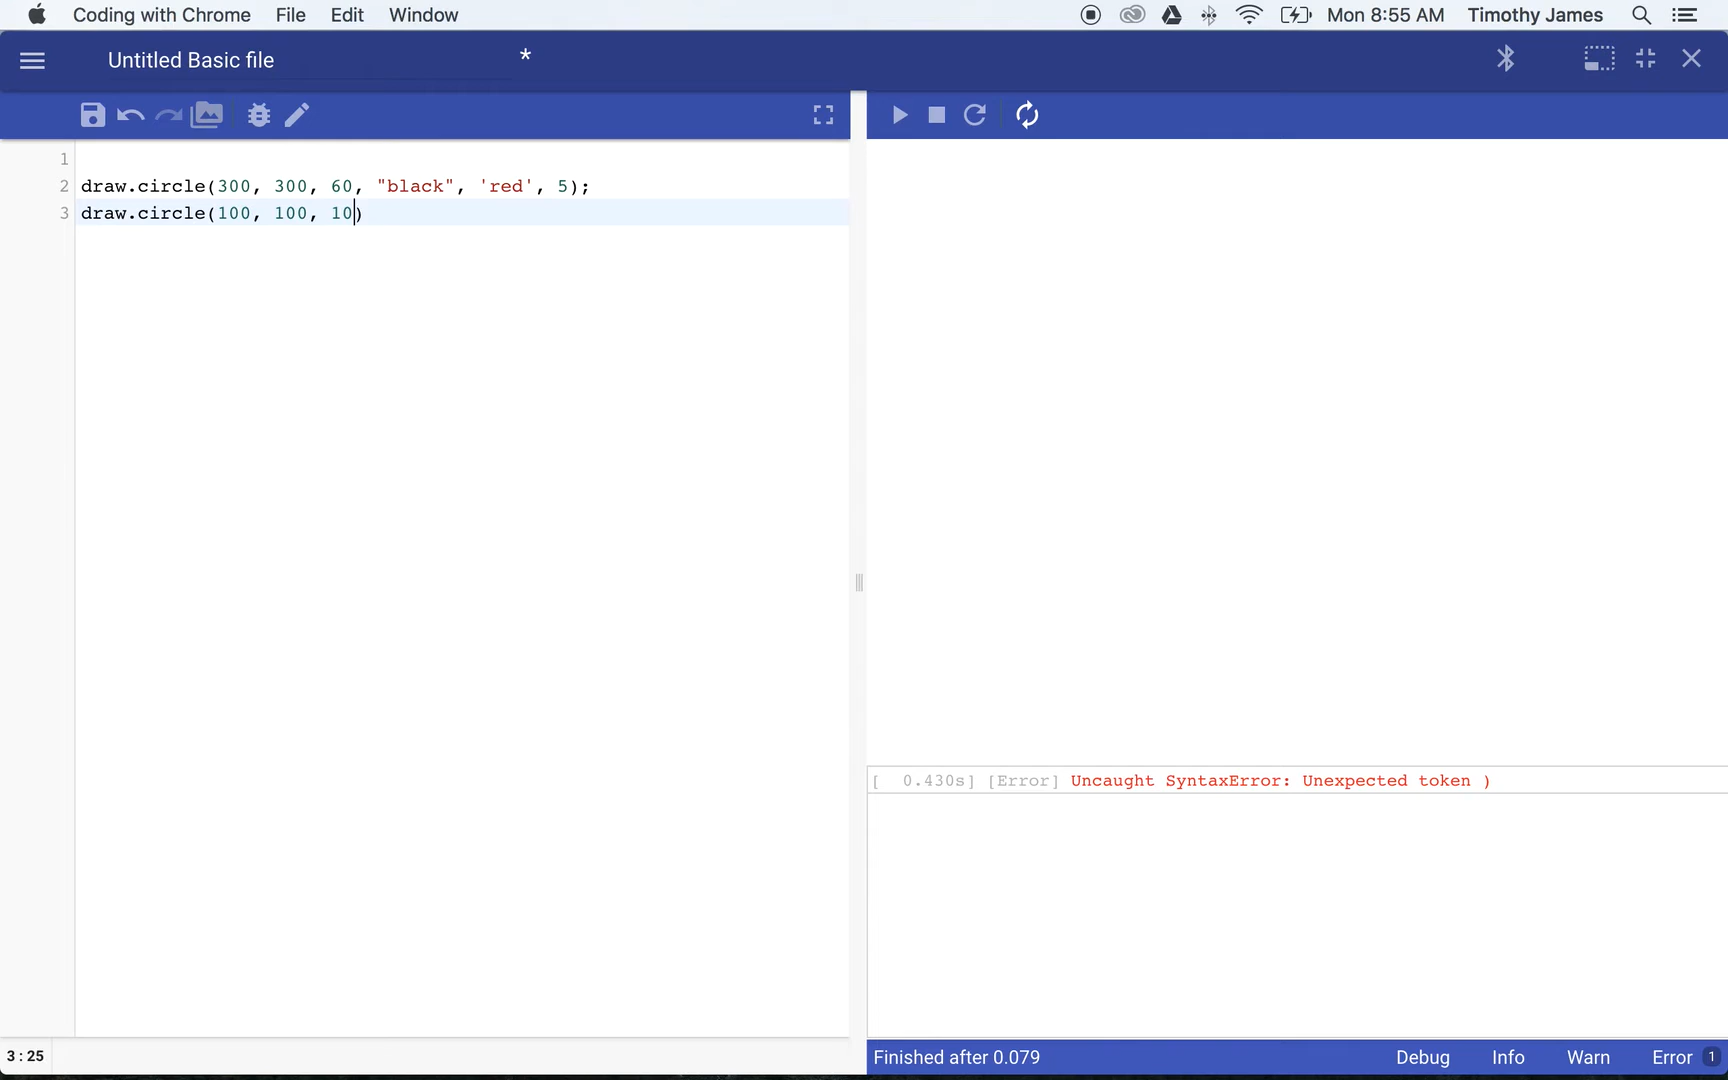 Coding with Chrome File Edit Window Mon 8:55 AM Timothy James
Untitled Basic file *
1
2 draw.circle(300, 300, 60, "black", 'red', 5);
3 draw.circle(100, 100, 10)
[ 0.430s] [Error] Uncaught SyntaxError: Unexpected token )
3 : 25
Finished after 0.079 Debug Info Warn Error 1